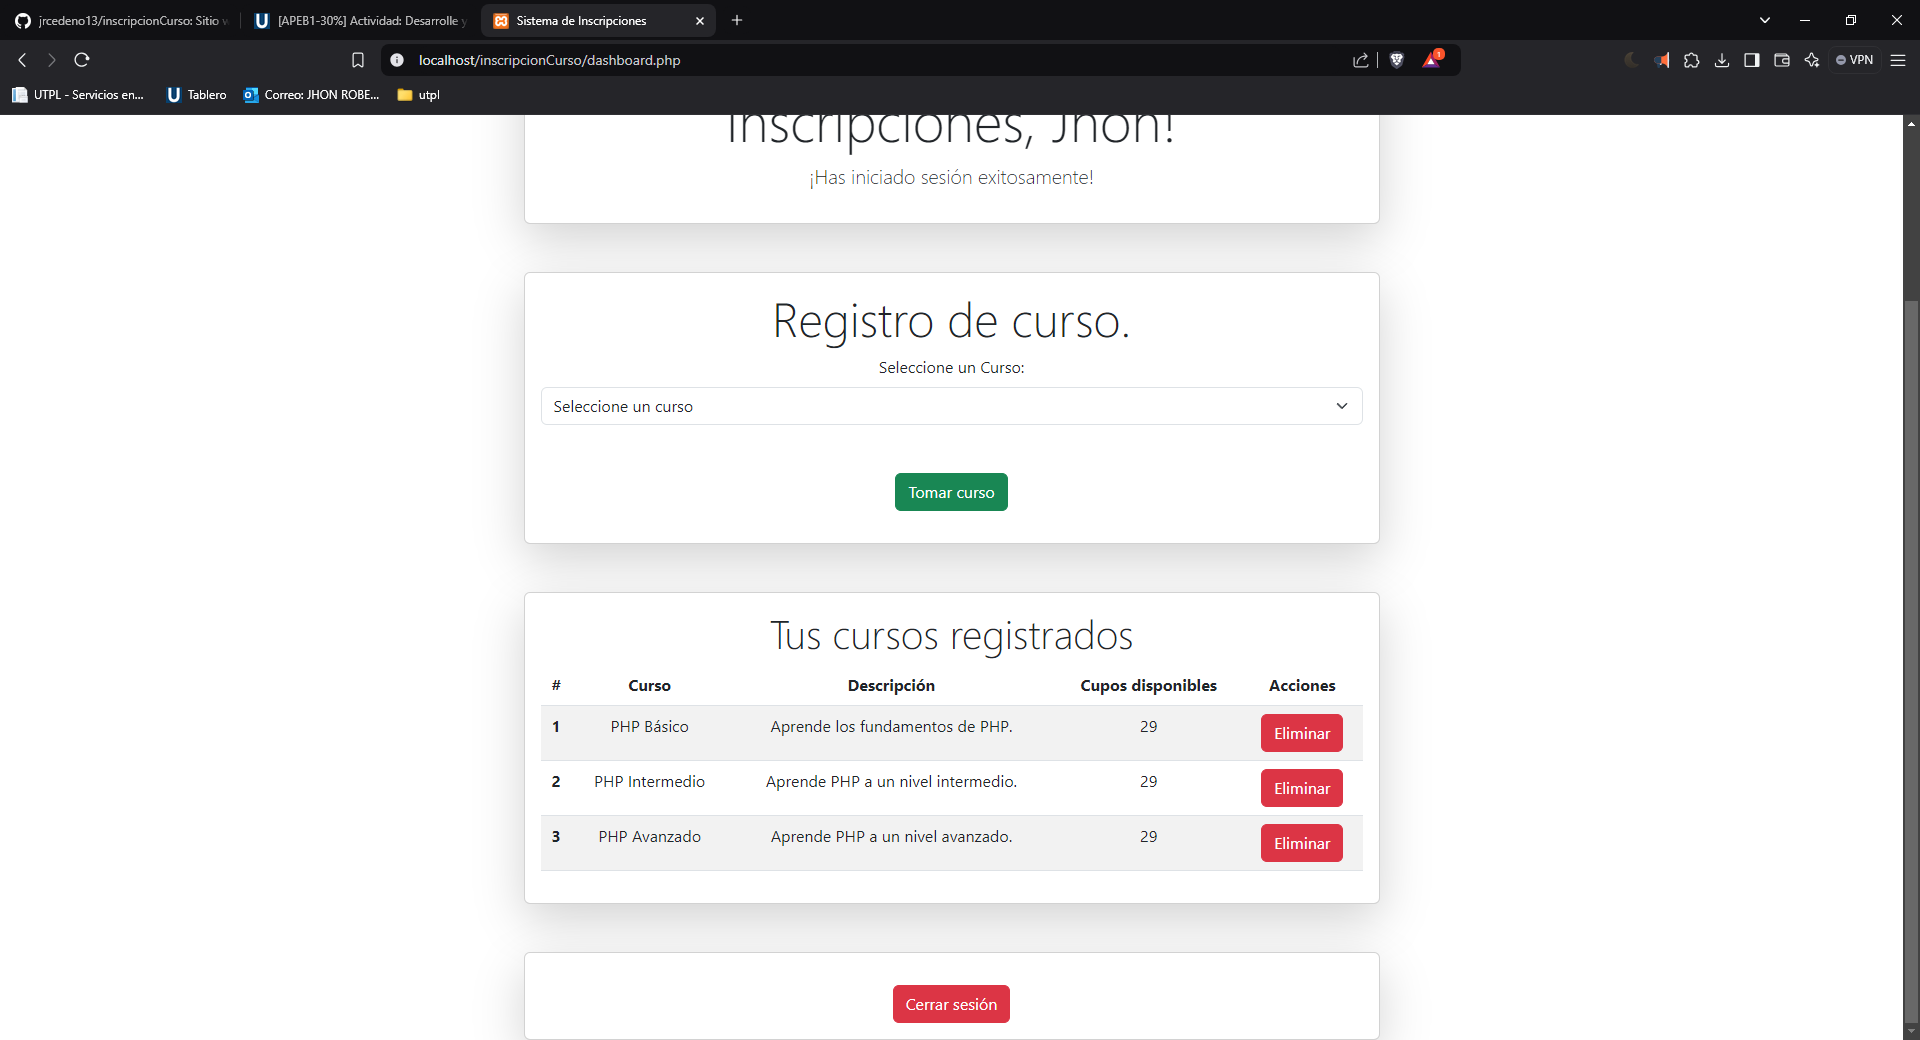 jrcedeno13/inscripcionCurso: Sitio w
[APEB1-30%] Actividad: Desarrolle y
Sistema de Inscripciones
localhost/inscripcionCurso/dashboard.php
1
VPN
UTPL - Servicios en...
Tablero
Correo: JHON ROBE...
utpl
Inscripciones, Jhon!
¡Has iniciado sesión exitosamente!
Registro de curso.
Seleccione un Curso:
Seleccione un curso
Tomar curso
Tus cursos registrados
# Curso Descripción Cupos disponibles Acciones
1 PHP Básico Aprende los fundamentos de PHP. 29 Eliminar
2 PHP Intermedio Aprende PHP a un nivel intermedio. 29 Eliminar
3 PHP Avanzado Aprende PHP a un nivel avanzado. 29 Eliminar
Cerrar sesión